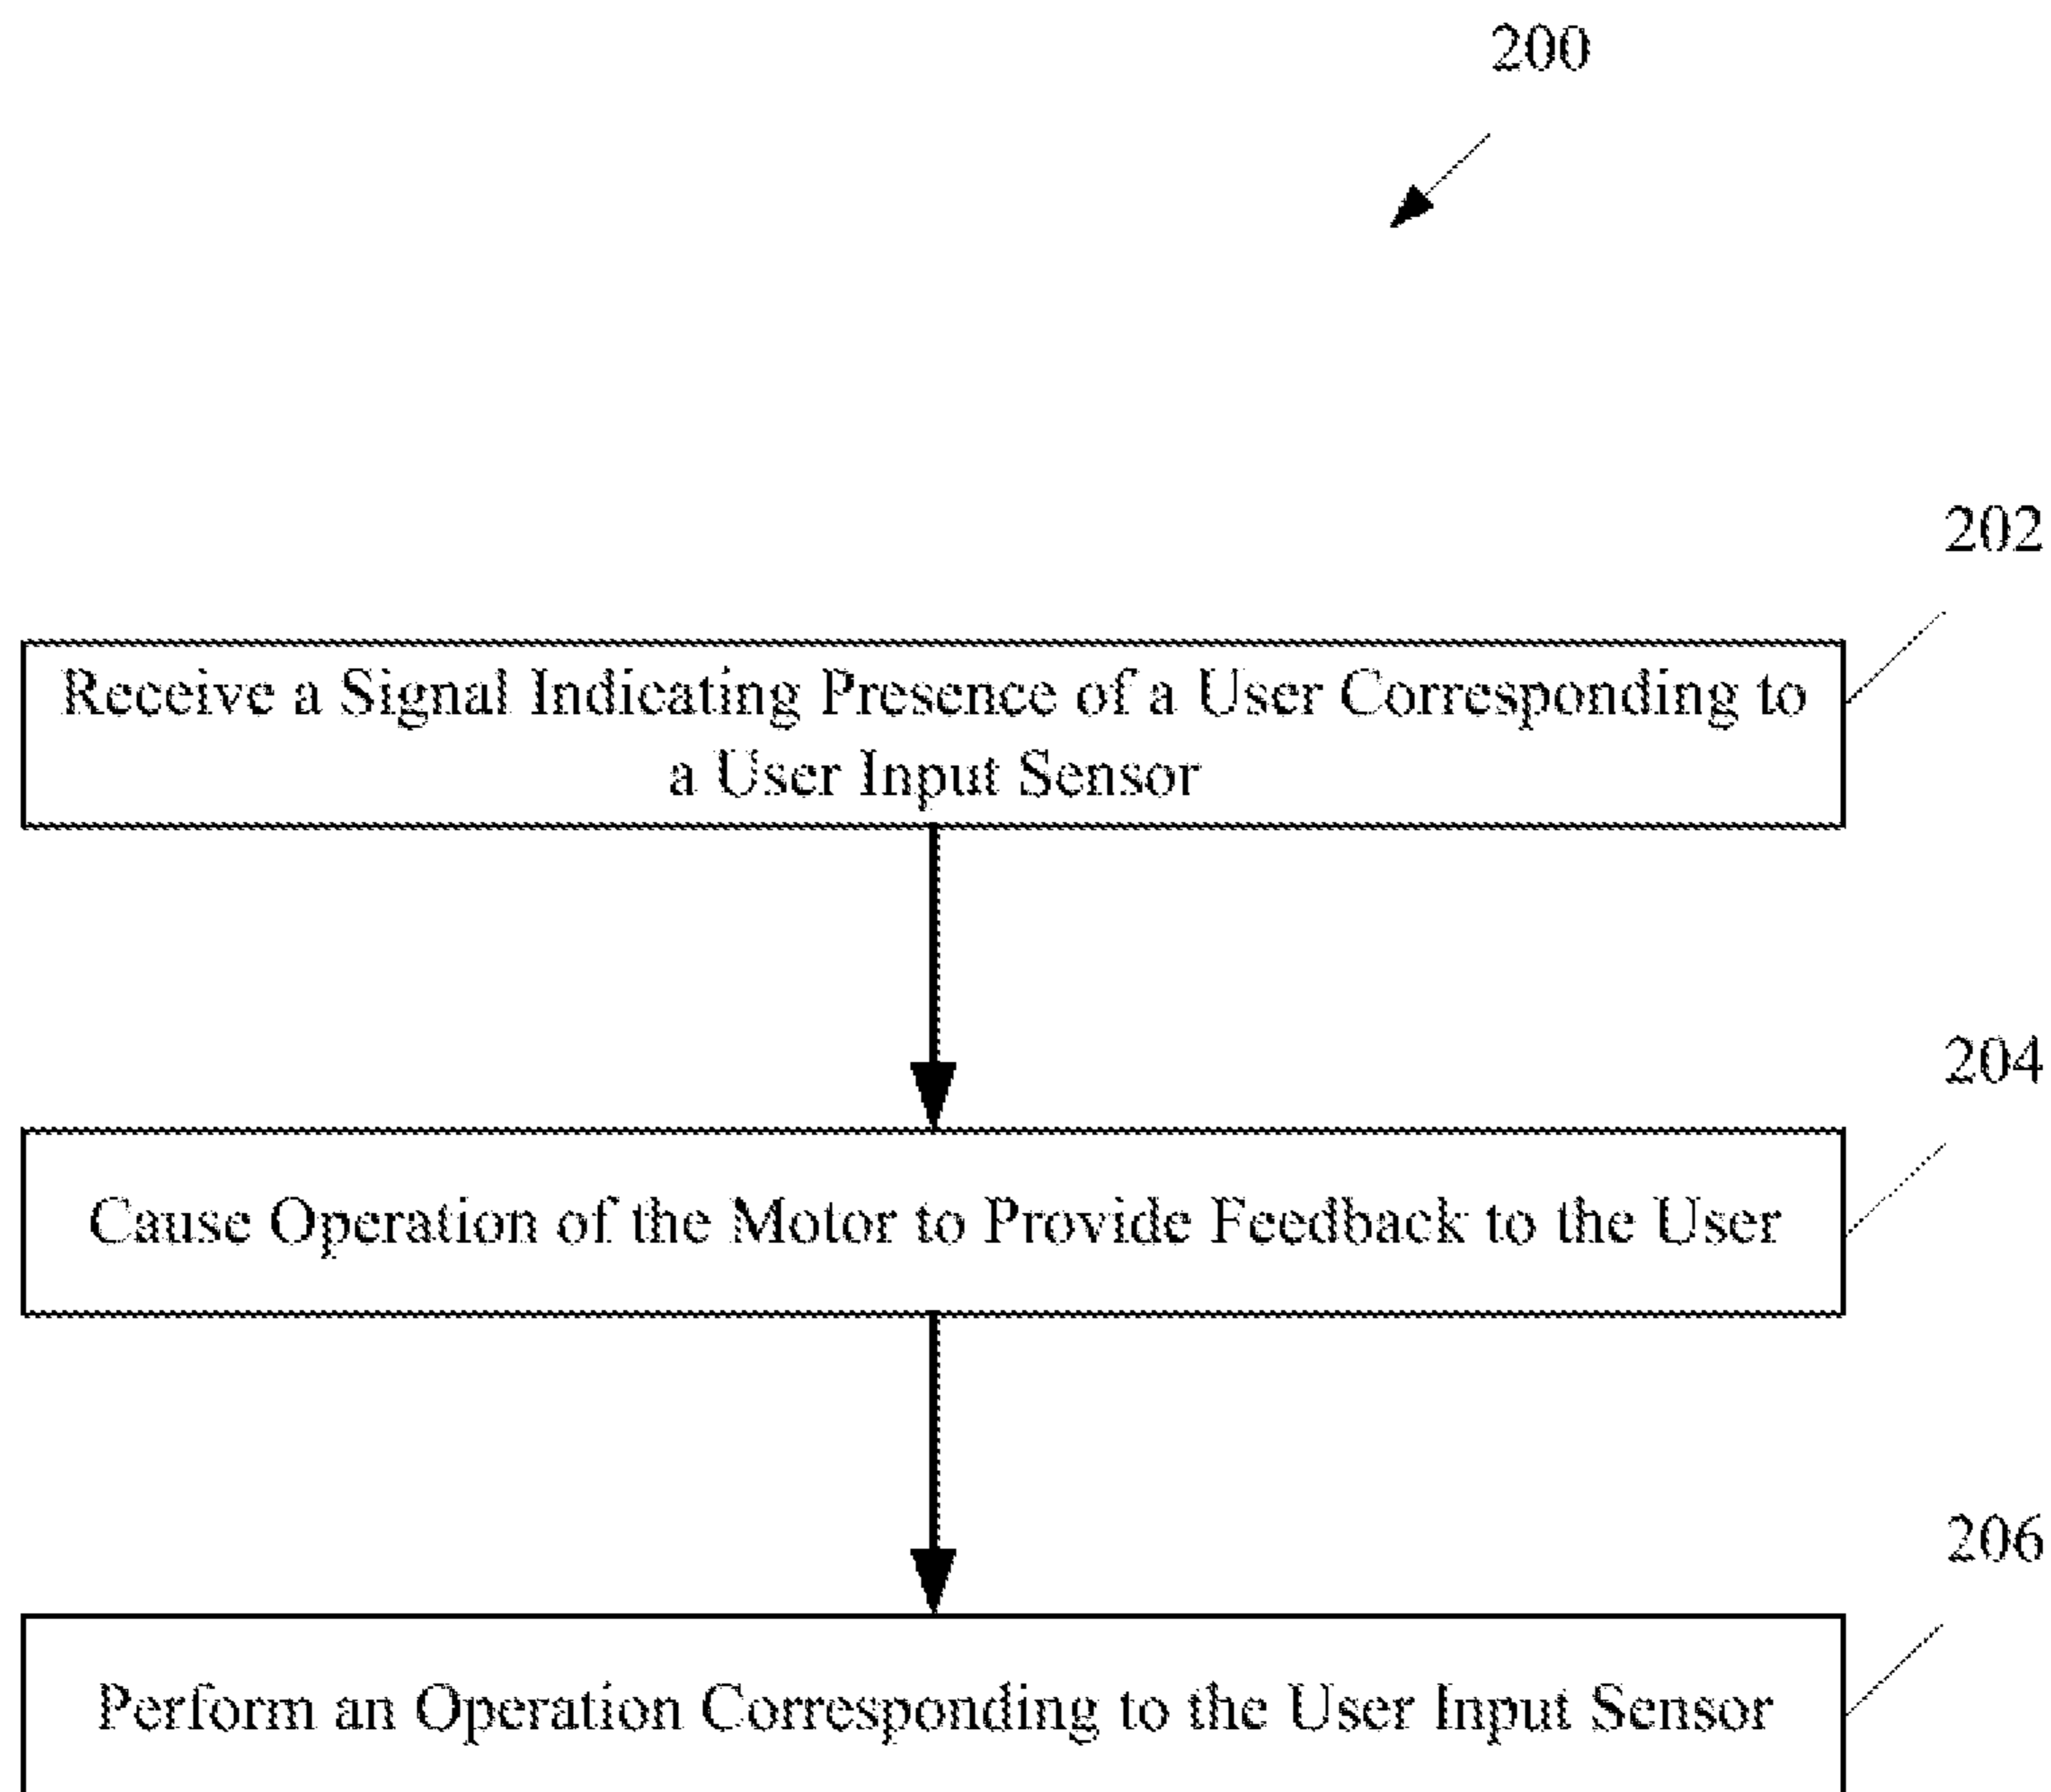 200
202
Receive a Signal Indicating Presence of a User Corresponding to
a User Input Sensor
204
Cause Operation of the Motor to Provide Feedback to the User
206
Perform an Operation Corresponding to the User Input Sensor